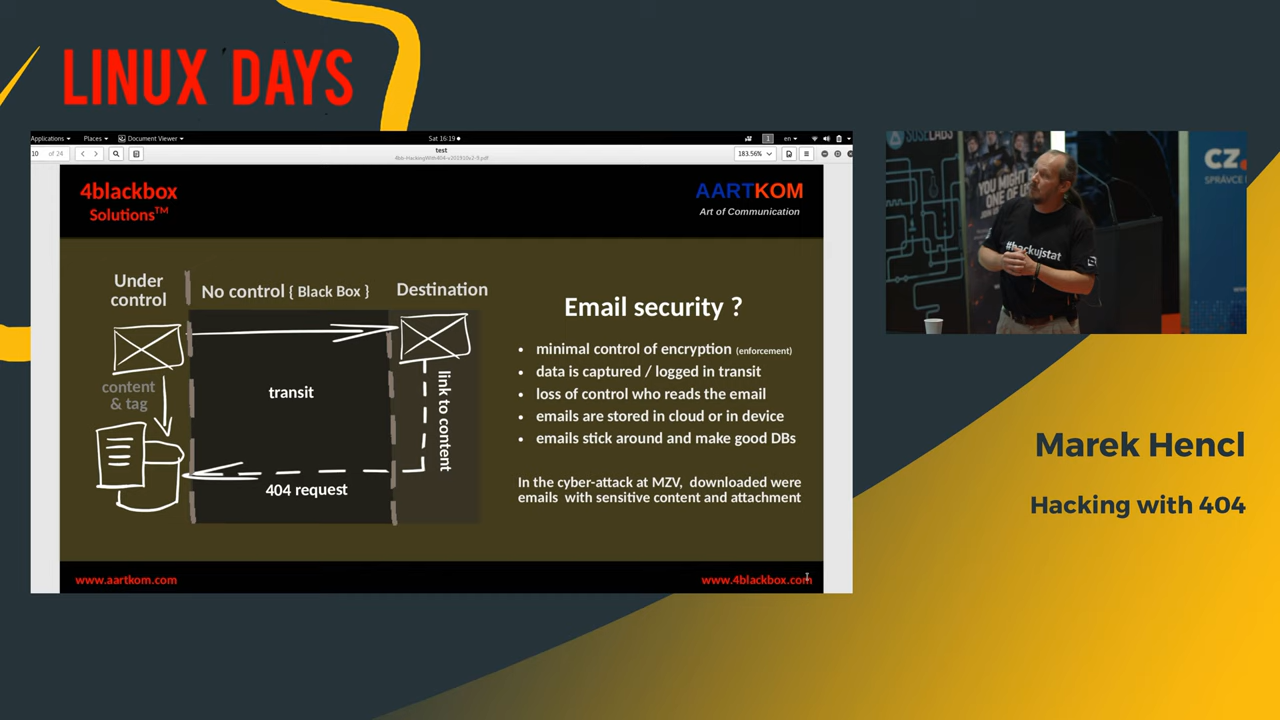 LINUX DAYS
Applications
Places
Document Viewer
Sat 16:19
1
en
10
of 24
test
183.56%
4blackbox
Solutions™
AARTKOM
Art of Communication
Under
control
No control { Black Box }
Destination
content
& tag
transit
link to content
404 request
Email security ?
• minimal control of encryption (enforcement)
• data is captured / logged in transit
• loss of control who reads the email
• emails are stored in cloud or in device
• emails stick around and make good DBs
In the cyber-attack at MZV, downloaded were
emails with sensitive content and attachment
www.aartkom.com
www.4blackbox.com
YOU MIGHT
ONE OF U
#hackujstat
CZ.
SPRÁVCE
Marek Hencl
Hacking with 404